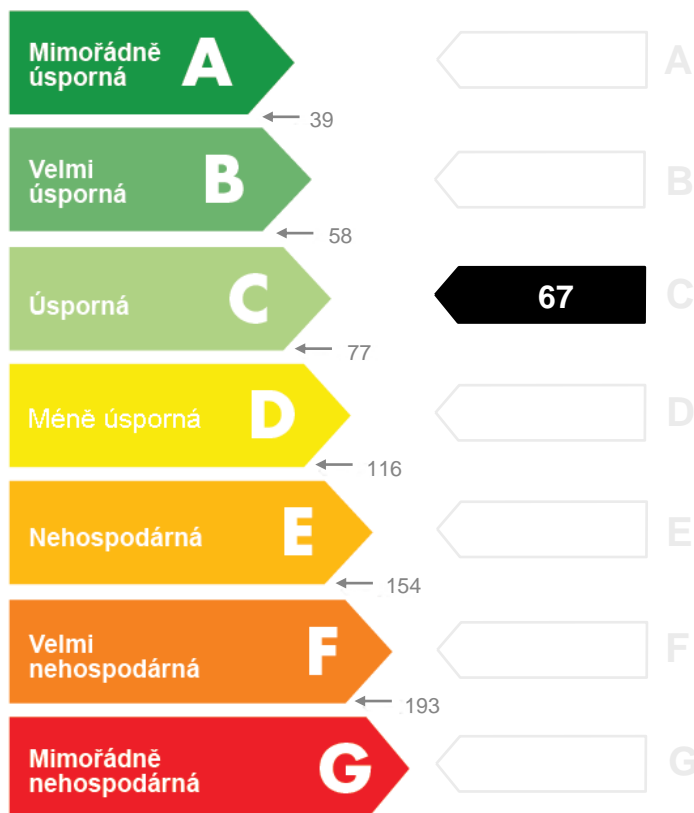 Mimořádně
úsporná
A
A
39
Velmi
úsporná
B
B
58
Úsporná
C
67
C
77
Méně úsporná
D
D
116
Nehospodárná
E
E
154
Velmi
nehospodárná
F
F
193
Mimořádně
nehospodárná
G
G